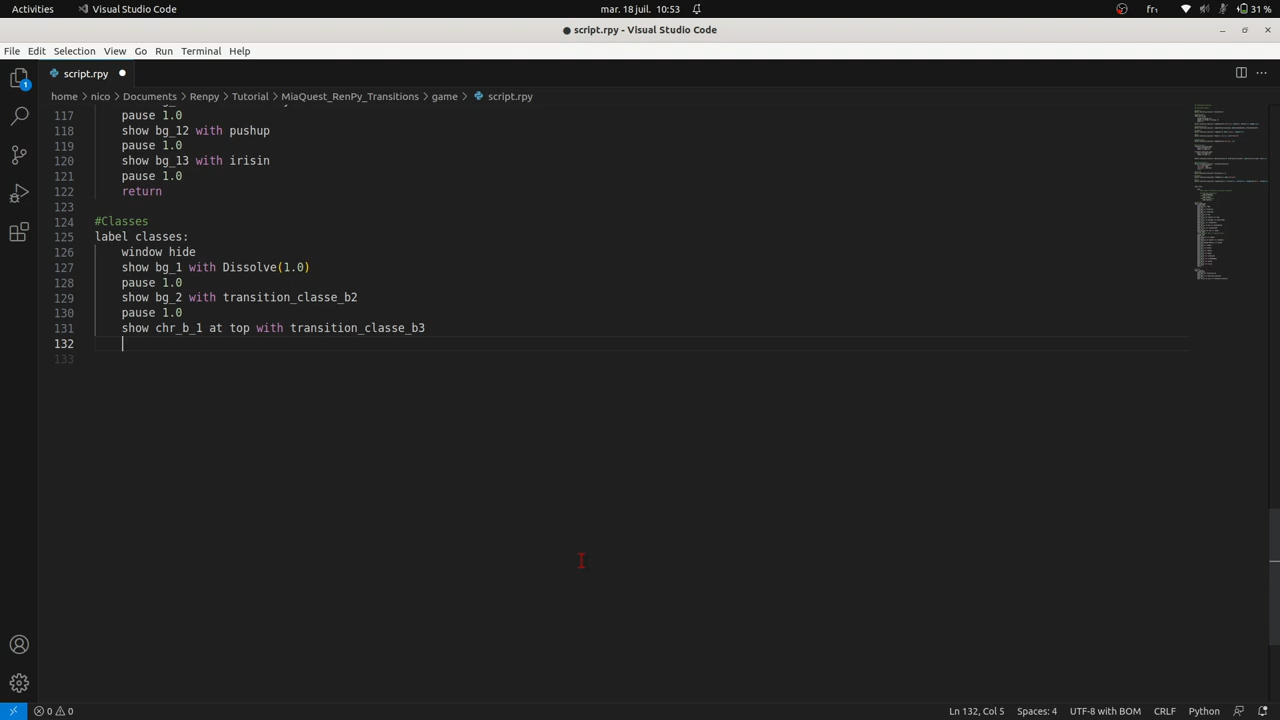 Activities
Visual Studio Code
mar. 18 juil. 10:53
fr₁
31 %
● script.rpy - Visual Studio Code
File Edit Selection View Go Run Terminal Help
script.rpy
home > nico > Documents > Renpy > Tutorial > MiaQuest_RenPy_Transitions > game > script.rpy
117 pause 1.0
118 show bg_12 with pushup
119 pause 1.0
120 show bg_13 with irisin
121 pause 1.0
122 return
123
124 #Classes
125 label classes:
126 window hide
127 show bg_1 with Dissolve(1.0)
128 pause 1.0
129 show bg_2 with transition_classe_b2
130 pause 1.0
131 show chr_b_1 at top with transition_classe_b3
132
133
1
0 0
Ln 132, Col 5 Spaces: 4 UTF-8 with BOM CRLF Python